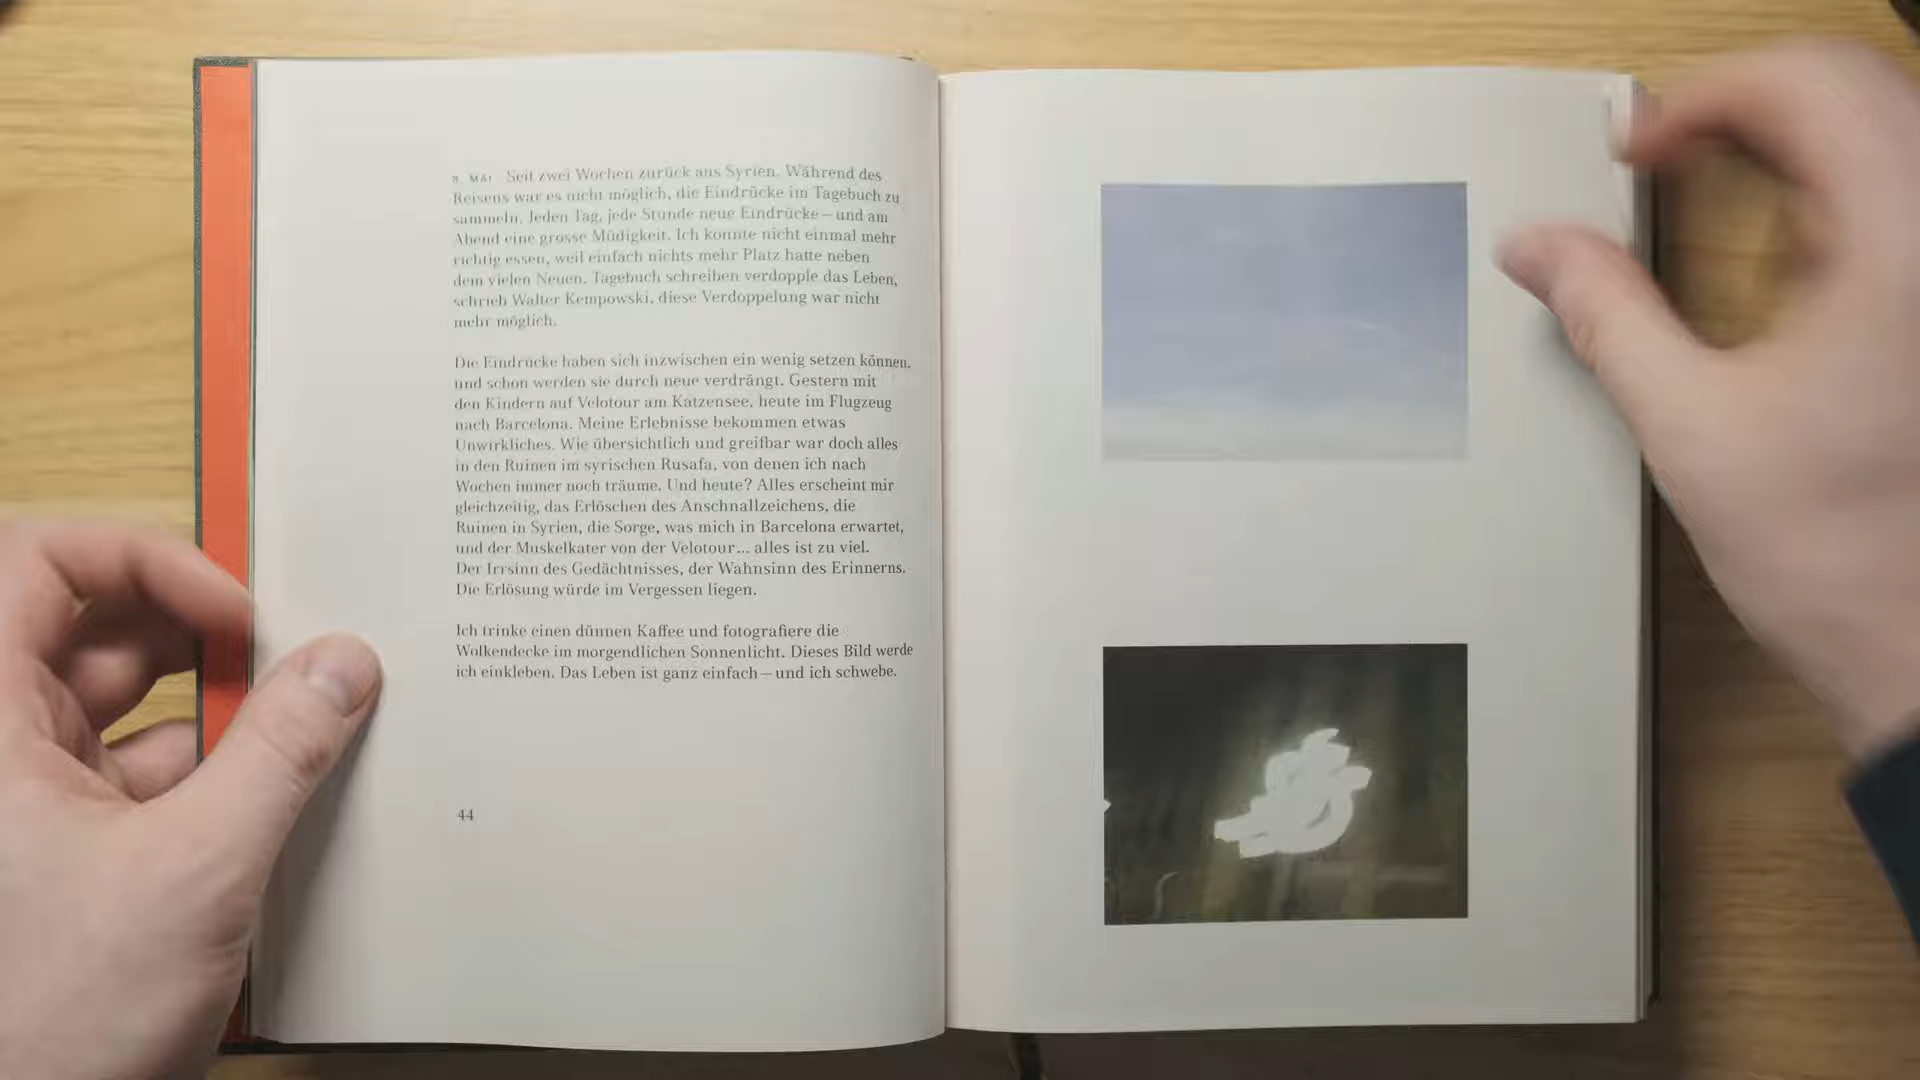 8. MAI Seit zwei Wochen zurück aus Syrien. Während des
Reisens war es nicht möglich, die Eindrücke im Tagebuch zu
sammeln. Jeden Tag, jede Stunde neue Eindrücke – und am
Abend eine grosse Müdigkeit. Ich konnte nicht einmal mehr
richtig essen, weil einfach nichts mehr Platz hatte neben
dem vielen Neuen. Tagebuch schreiben verdopple das Leben,
schrieb Walter Kempowski, diese Verdoppelung war nicht
mehr möglich.
Die Eindrücke haben sich inzwischen ein wenig setzen können,
und schon werden sie durch neue verdrängt. Gestern mit
den Kindern auf Velotour am Katzensee, heute im Flugzeug
nach Barcelona. Meine Erlebnisse bekommen etwas
Unwirkliches. Wie übersichtlich und greifbar war doch alles
in den Ruinen im syrischen Rusafa, von denen ich nach
Wochen immer noch träume. Und heute? Alles erscheint mir
gleichzeitig, das Erlöschen des Anschnallzeichens, die
Ruinen in Syrien, die Sorge, was mich in Barcelona erwartet,
und der Muskelkater von der Velotour... alles ist zu viel.
Der Irrsinn des Gedächtnisses, der Wahnsinn des Erinnerns.
Die Erlösung würde im Vergessen liegen.
Ich trinke einen dünnen Kaffee und fotografiere die
Wolkendecke im morgendlichen Sonnenlicht. Dieses Bild werde
ich einkleben. Das Leben ist ganz einfach – und ich schwebe.
44